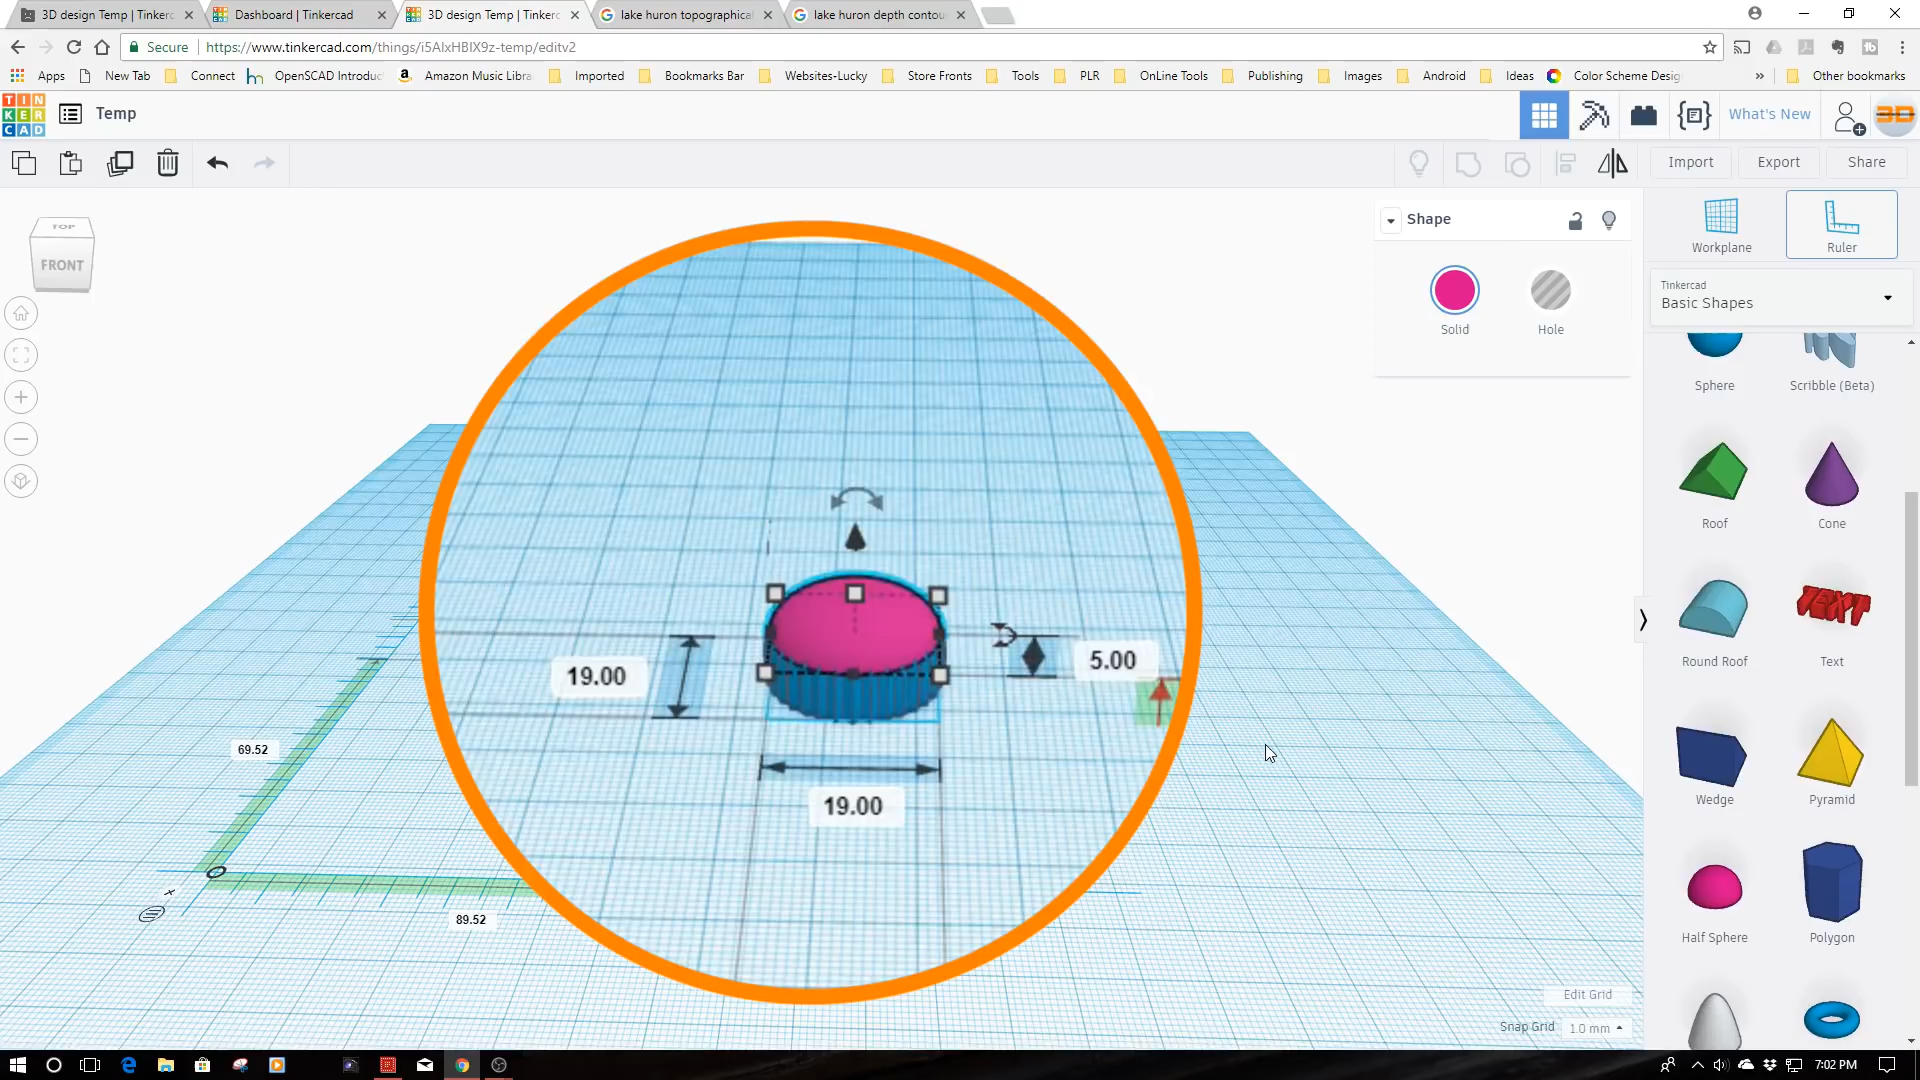 3D design Temp | Tinkerc
Dashboard | Tinkercad
3D design Temp | Tinkerc
lake huron topographical
lake huron depth contou
Secure
https://www.tinkercad.com/things/i5AlxHBIX9z-temp/editv2
Apps
New Tab
Connect
OpenSCAD Introduc
Amazon Music Libra
Imported
Bookmarks Bar
Websites-Lucky
Store Fronts
Tools
PLR
OnLine Tools
Publishing
Images
Android
Ideas
Color Scheme Desig
»
Other bookmarks
TIN
KER
CAD
Temp
What's New
3D
Import
Export
Share
TOP
FRONT
Shape
Solid
Hole
Workplane
Ruler
Tinkercad
Basic Shapes
Sphere
Scribble (Beta)
Roof
Cone
Round Roof
TEXT
Text
Wedge
Pyramid
Half Sphere
Polygon
19.00
5.00
19.00
69.52
89.52
Edit Grid
Snap Grid
1.0 mm
7:02 PM